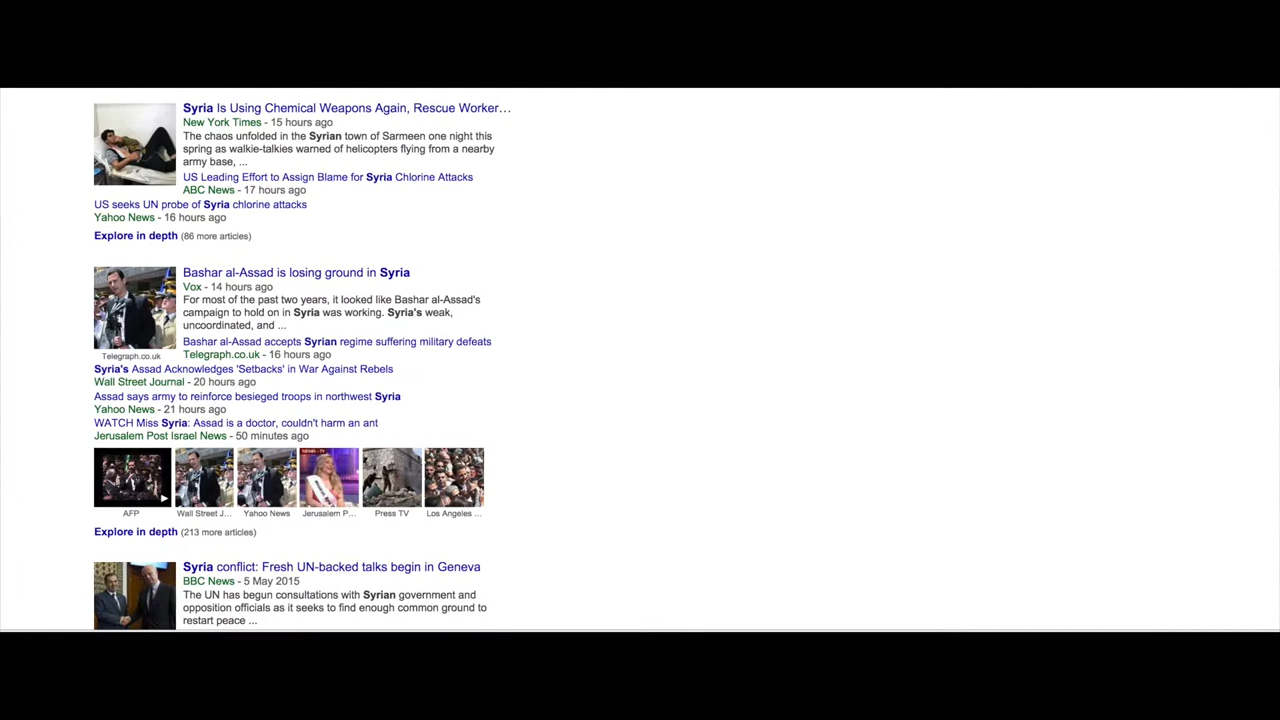 Syria Is Using Chemical Weapons Again, Rescue Worker…
New York Times - 15 hours ago
The chaos unfolded in the Syrian town of Sarmeen one night this
spring as walkie-talkies warned of helicopters flying from a nearby
army base, ...
US Leading Effort to Assign Blame for Syria Chlorine Attacks
ABC News - 17 hours ago
US seeks UN probe of Syria chlorine attacks
Yahoo News - 16 hours ago
Explore in depth (86 more articles)
Bashar al-Assad is losing ground in Syria
Vox - 14 hours ago
For most of the past two years, it looked like Bashar al-Assad's
campaign to hold on in Syria was working. Syria's weak,
uncoordinated, and ...
Bashar al-Assad accepts Syrian regime suffering military defeats
Telegraph.co.uk - 16 hours ago
Telegraph.co.uk
Syria's Assad Acknowledges 'Setbacks' in War Against Rebels
Wall Street Journal - 20 hours ago
Assad says army to reinforce besieged troops in northwest Syria
Yahoo News - 21 hours ago
WATCH Miss Syria: Assad is a doctor, couldn't harm an ant
Jerusalem Post Israel News - 50 minutes ago
AFP Wall Street J... Yahoo News Jerusalem P... Press TV Los Angeles ...
Explore in depth (213 more articles)
Syria conflict: Fresh UN-backed talks begin in Geneva
BBC News - 5 May 2015
The UN has begun consultations with Syrian government and
opposition officials as it seeks to find enough common ground to
restart peace ...